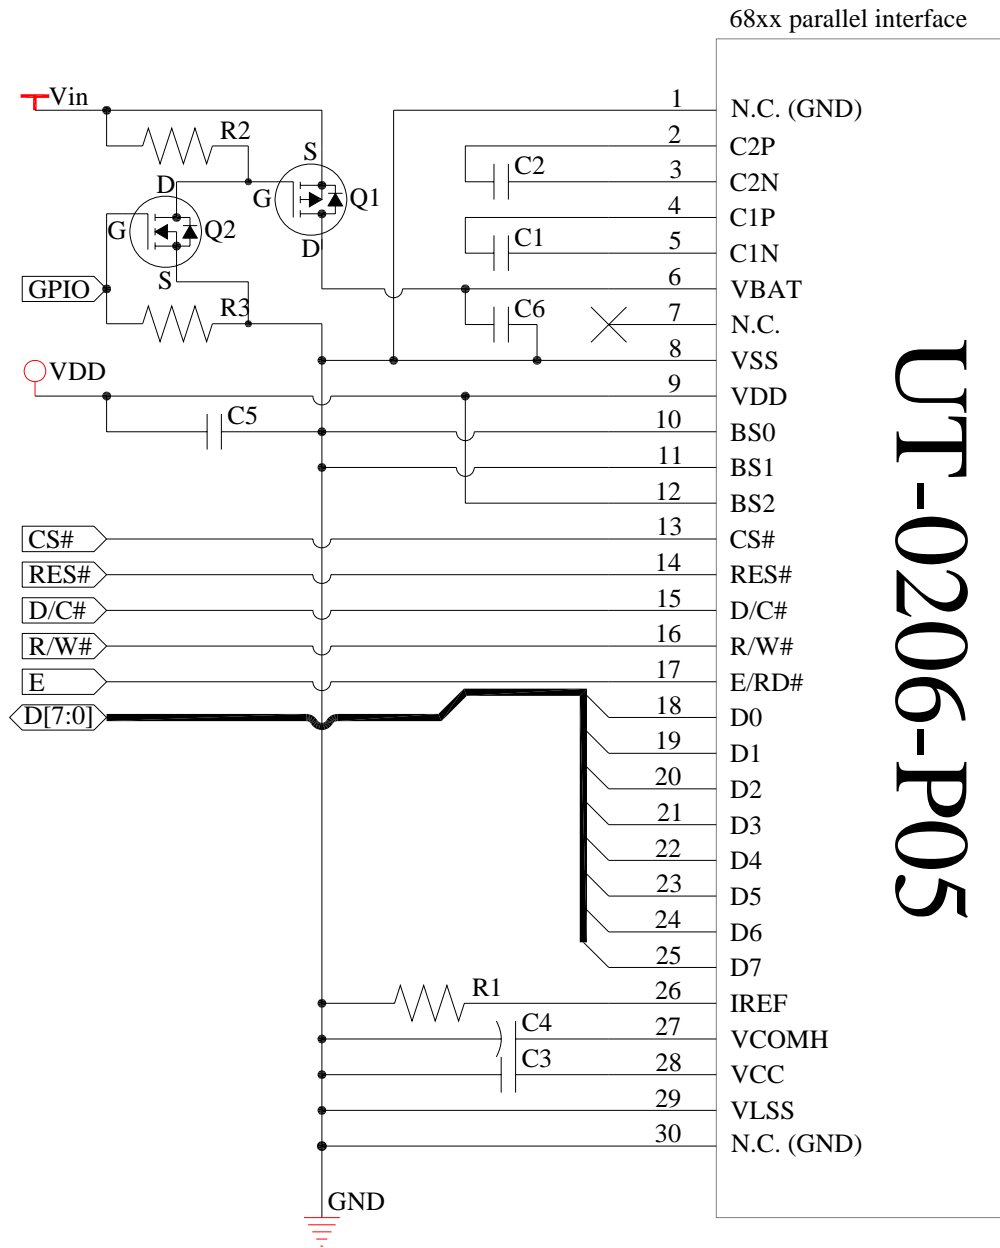 68xx parallel interface
Vin
R2
S
D
G
Q1
G
Q2
D
S
GPIO
R3
VDD
C5
C2
C1
C6
1 N.C. (GND)
2 C2P
3 C2N
4 C1P
5 C1N
6 VBAT
7 N.C.
8 VSS
9 VDD
10 BS0
11 BS1
12 BS2
CS# 13 CS#
RES# 14 RES#
D/C# 15 D/C#
R/W# 16 R/W#
E 17 E/RD#
D[7:0] 18 D0
19 D1
20 D2
21 D3
22 D4
23 D5
24 D6
25 D7
R1 26 IREF
C4 27 VCOMH
C3 28 VCC
29 VLSS
30 N.C. (GND)
GND
UT-0206-P05